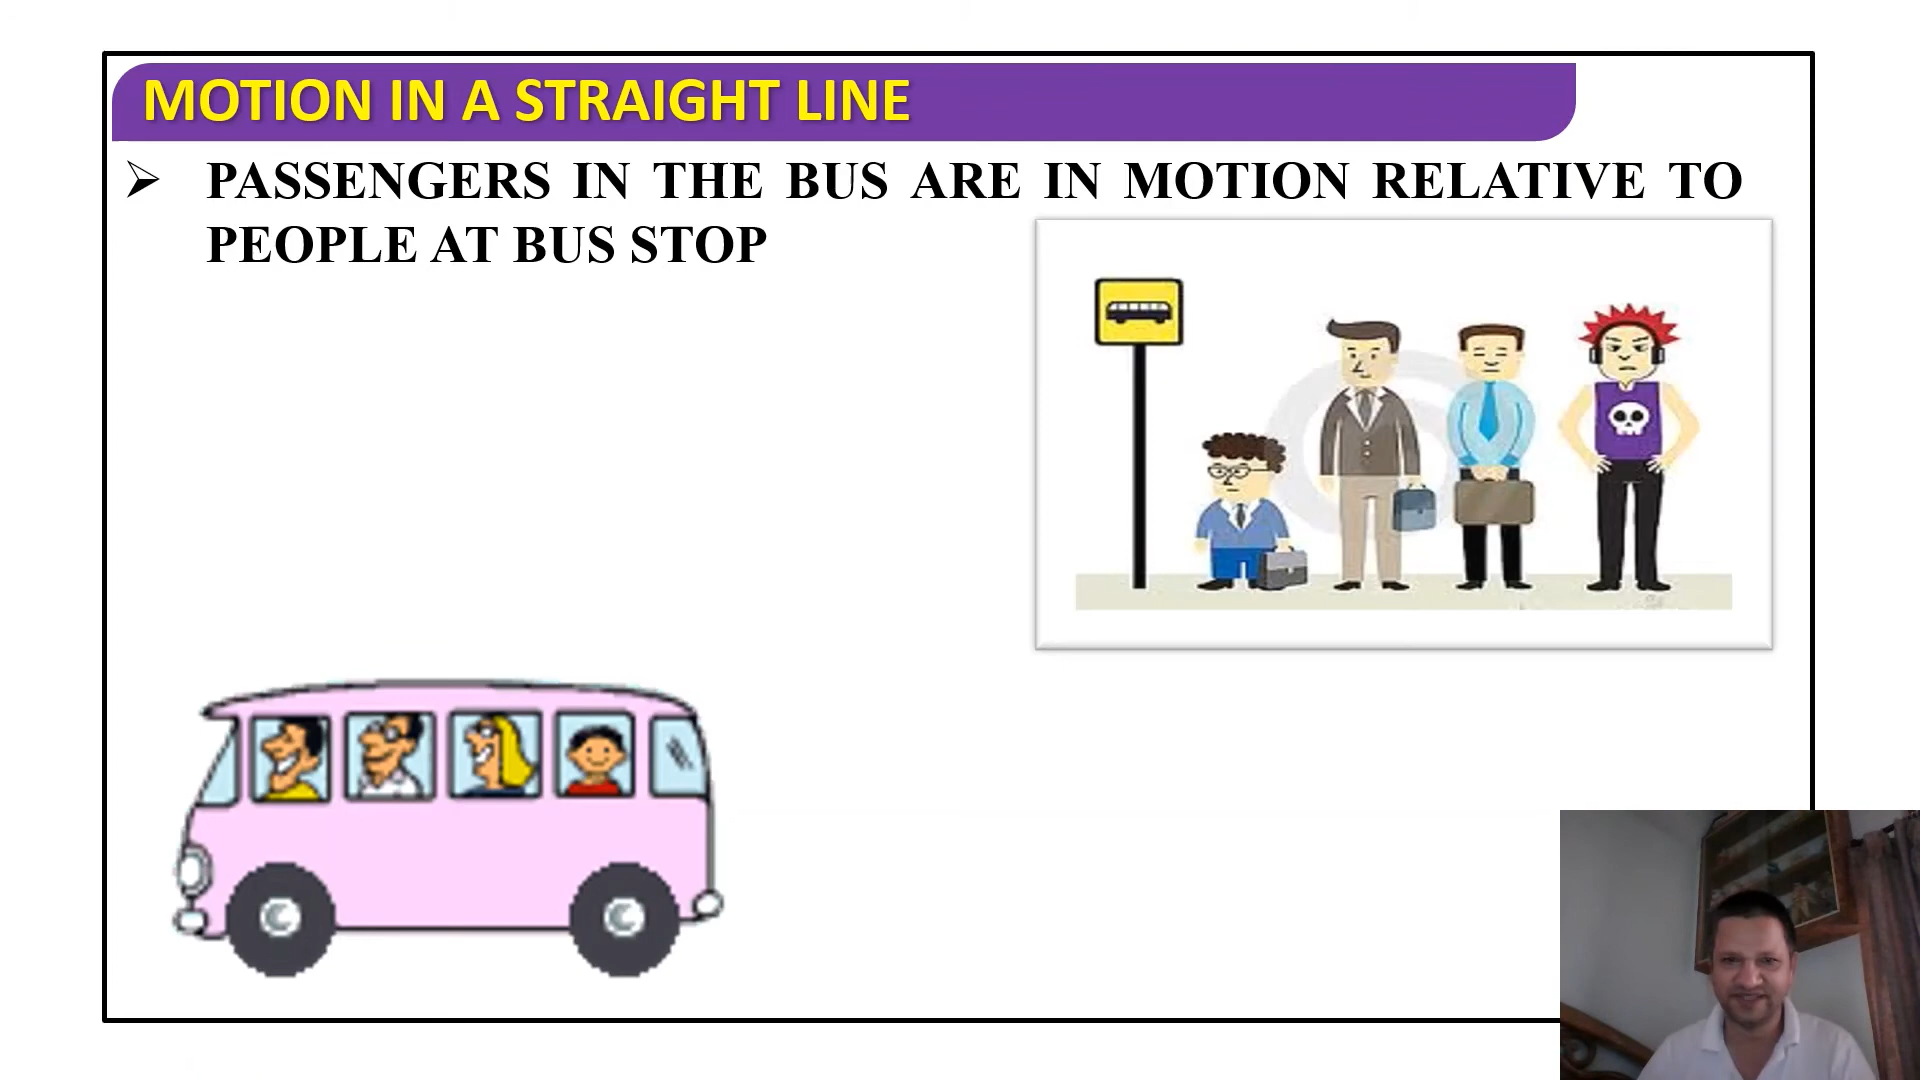 MOTION IN A STRAIGHT LINE
PASSENGERS IN THE BUS ARE IN MOTION RELATIVE TO
PEOPLE AT BUS STOP